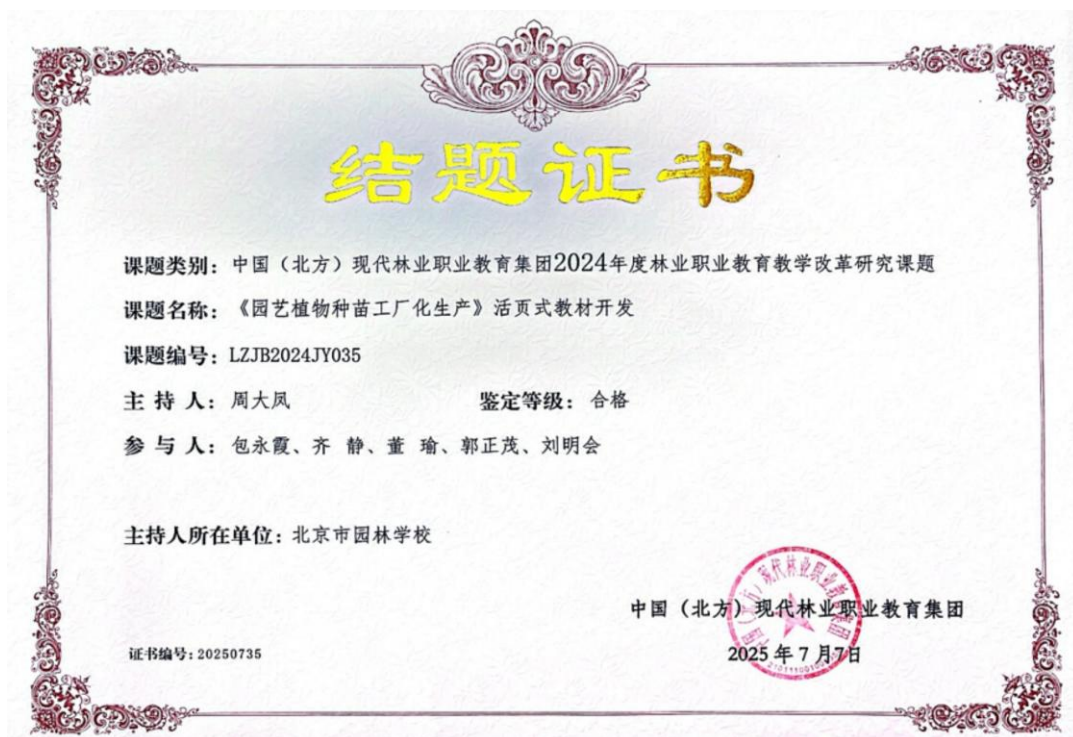 结题证书
课题类别：中国（北方）现代林业职业教育集团2024年度林业职业教育教学改革研究课题
课题名称：《园艺植物种苗工厂化生产》活页式教材开发
课题编号：LZJB2024JY035
主 持 人：周大凤 鉴定等级：合格
参 与 人：包永霞、齐 静、董 瑜、郭正茂、刘明会
主持人所在单位：北京市园林学校
中国（北方）现代林业职业教育集团
2025 年 7 月7日
证书编号：20250735